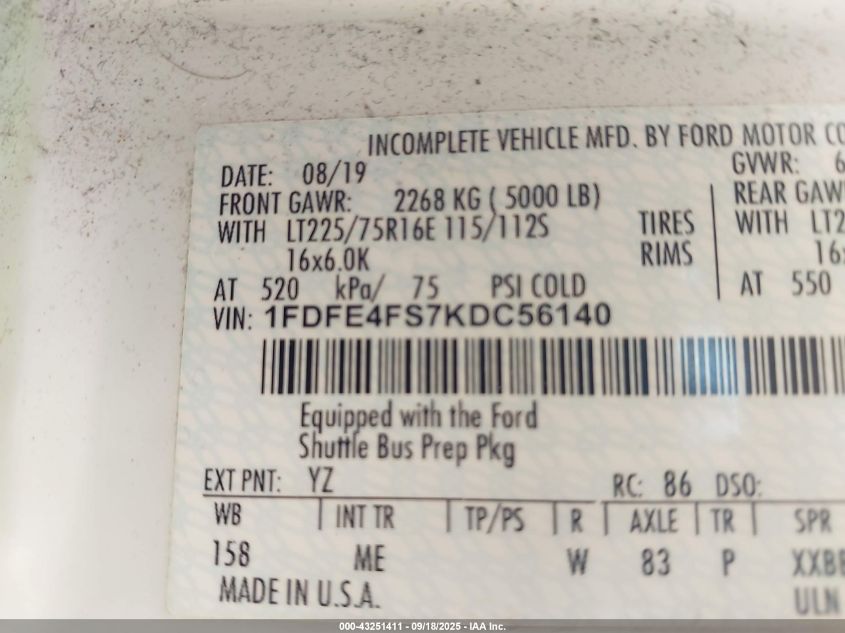 INCOMPLETE VEHICLE MFD. BY FORD MOTOR CO
DATE: 08/19 GVWR: 6
FRONT GAWR: 2268 KG ( 5000 LB) REAR GAW
WITH LT225/75R16E 115/112S TIRES WITH LT2
16x6.0K RIMS 16x
AT 520 kPa/ 75 PSI COLD AT 550
VIN: 1FDFE4FS7KDC56140
Equipped with the Ford
Shuttle Bus Prep Pkg
EXT PNT: YZ RC: 86 DSO:
WB INT TR TP/PS R AXLE TR SPR
158 ME W 83 P XXBB
MADE IN U.S.A. ULN
000-43251411 - 09/18/2025 - IAA Inc.